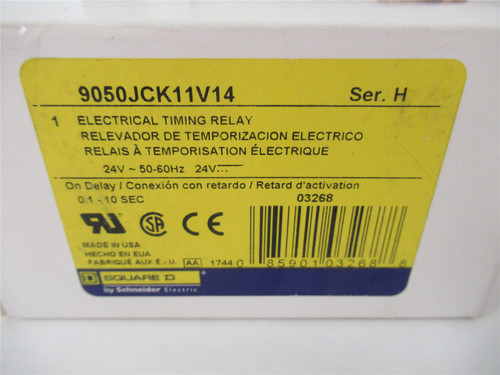 9050JCK11V14 Ser. H
1 ELECTRICAL TIMING RELAY
RELEVADOR DE TEMPORIZACION ELECTRICO
RELAIS À TEMPORISATION ÉLECTRIQUE
24V ~ 50-60Hz 24V⎓
On Delay / Conexión con retardo / Retard d'activation
0.1 - 10 SEC 03268
MADE IN USA
HECHO EN EUA
FABRIQUÉ AUX É.-U. AA 1744
0 85901 03268 8
SQUARE D
by Schneider Electric